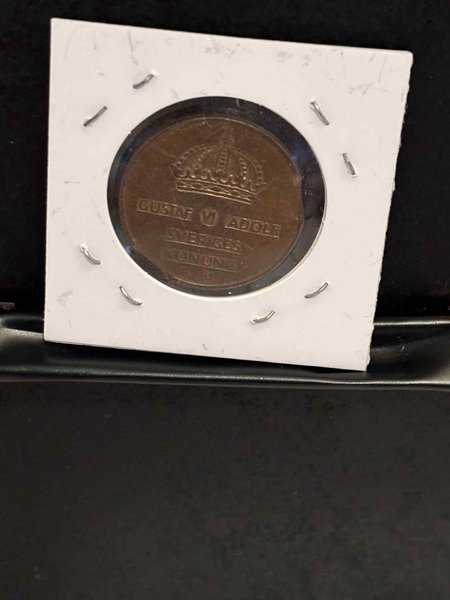 GUSTAF VI ADOLF
SVERIGES
KONUNG
U